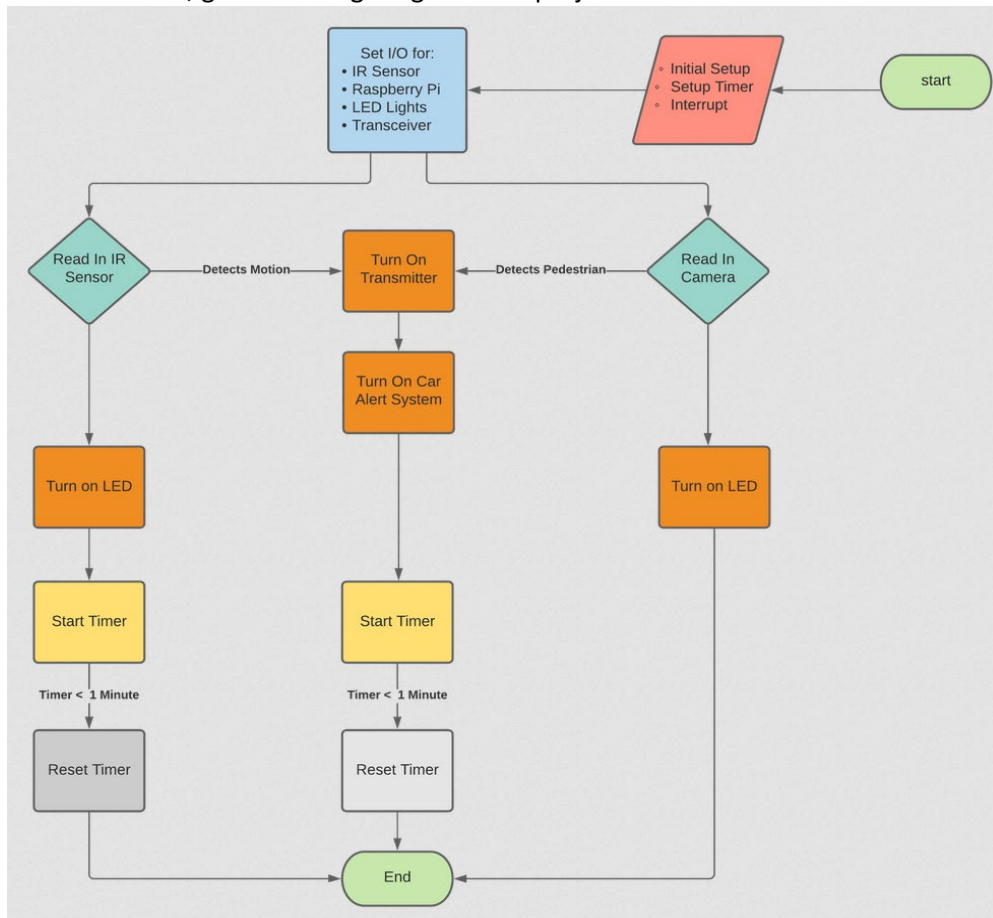 start
◦ Initial Setup
◦ Setup Timer
◦ Interrupt
Set I/O for:
• IR Sensor
• Raspberry Pi
• LED Lights
• Transceiver
Read In IR
Sensor
Detects Motion
Turn On
Transmitter
Detects Pedestrian
Read In
Camera
Turn On Car
Alert System
Turn on LED
Turn on LED
Start Timer
Start Timer
Timer < 1 Minute
Timer < 1 Minute
Reset Timer
Reset Timer
End